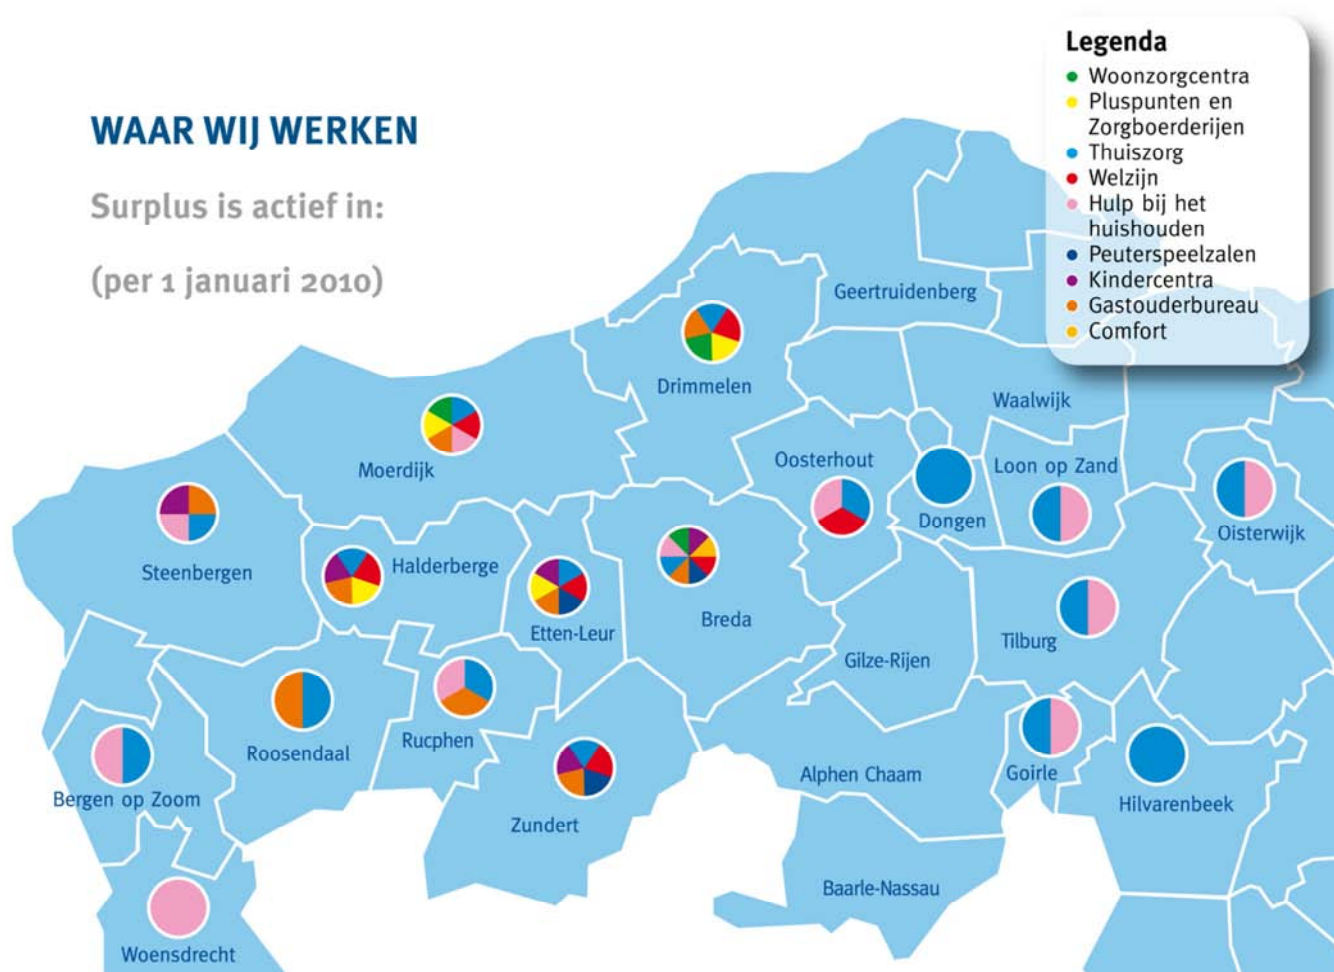 WAAR WIJ WERKEN
Surplus is actief in:
(per 1 januari 2010)
Legenda
Woonzorgcentra
Pluspunten en
Zorgboerderijen
Thuiszorg
Welzijn
Hulp bij het
huishouden
Peuterspeelzalen
Kindercentra
Gastouderbureau
Comfort
Geertruidenberg
Drimmelen
Waalwijk
Moerdijk
Oosterhout
Loon op Zand
Dongen
Oisterwijk
Steenbergen
Halderberge
Etten-Leur
Breda
Tilburg
Gilze-Rijen
Rucphen
Roosendaal
Bergen op Zoom
Zundert
Alphen Chaam
Goirle
Hilvarenbeek
Baarle-Nassau
Woensdrecht